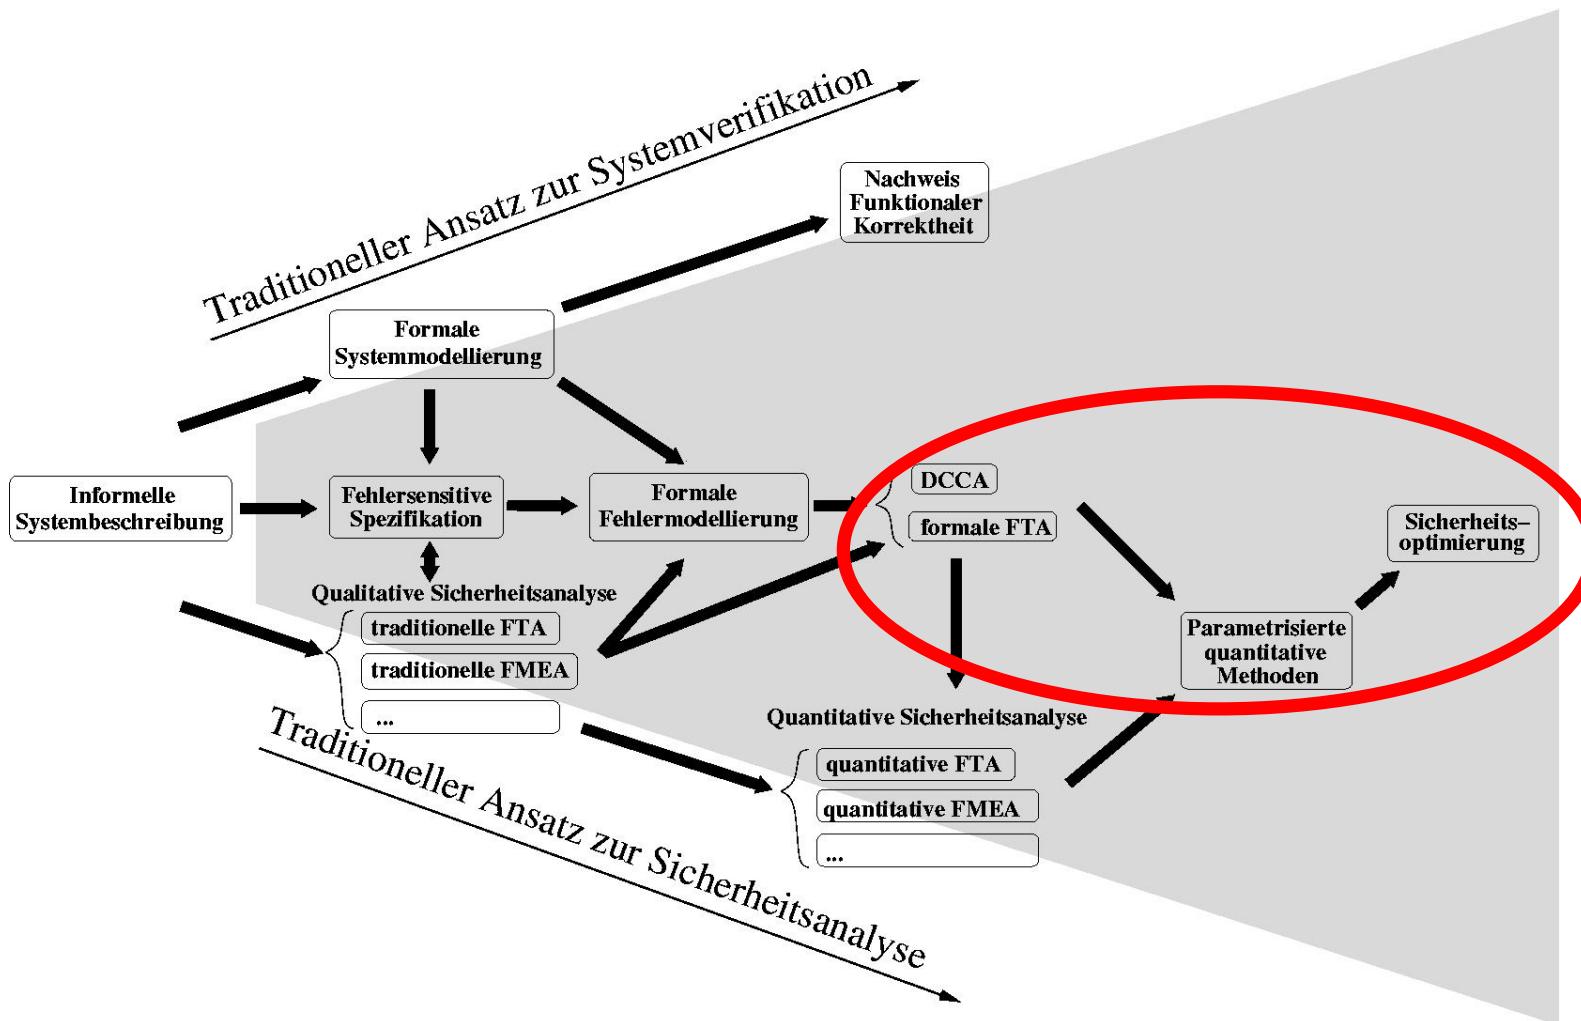 Traditioneller Ansatz zur Systemverifikation
Nachweis
Funktionaler
Korrektheit
Formale
Systemmodellierung
Informelle
Systembeschreibung
Fehlersensitive
Spezifikation
Formale
Fehlermodellierung
DCCA
formale FTA
Sicherheits–
optimierung
Qualitative Sicherheitsanalyse
traditionelle FTA
traditionelle FMEA
...
Parametrisierte
quantitative
Methoden
Quantitative Sicherheitsanalyse
quantitative FTA
quantitative FMEA
...
Traditioneller Ansatz zur Sicherheitsanalyse